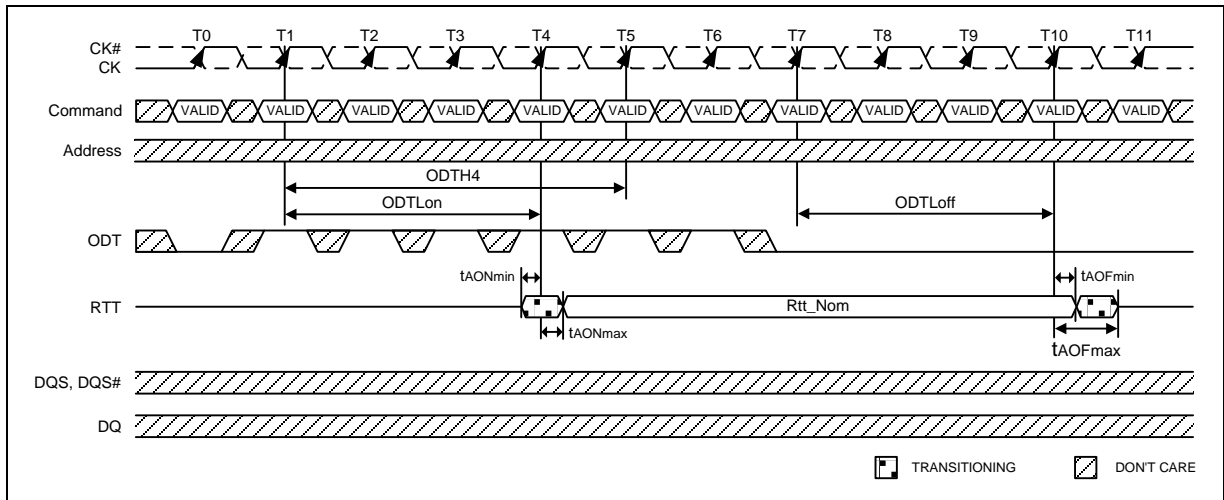 T0 T1 T2 T3 T4 T5 T6 T7 T8 T9 T10 T11
CK#
CK
Command VALID VALID VALID VALID VALID VALID VALID VALID VALID VALID VALID VALID
Address
ODTH4
ODTLon ODTLoff
ODT
tAONmin tAOFmin
RTT Rtt_Nom
tAONmax
tAOFmax
DQS, DQS#
DQ
TRANSITIONING DON'T CARE